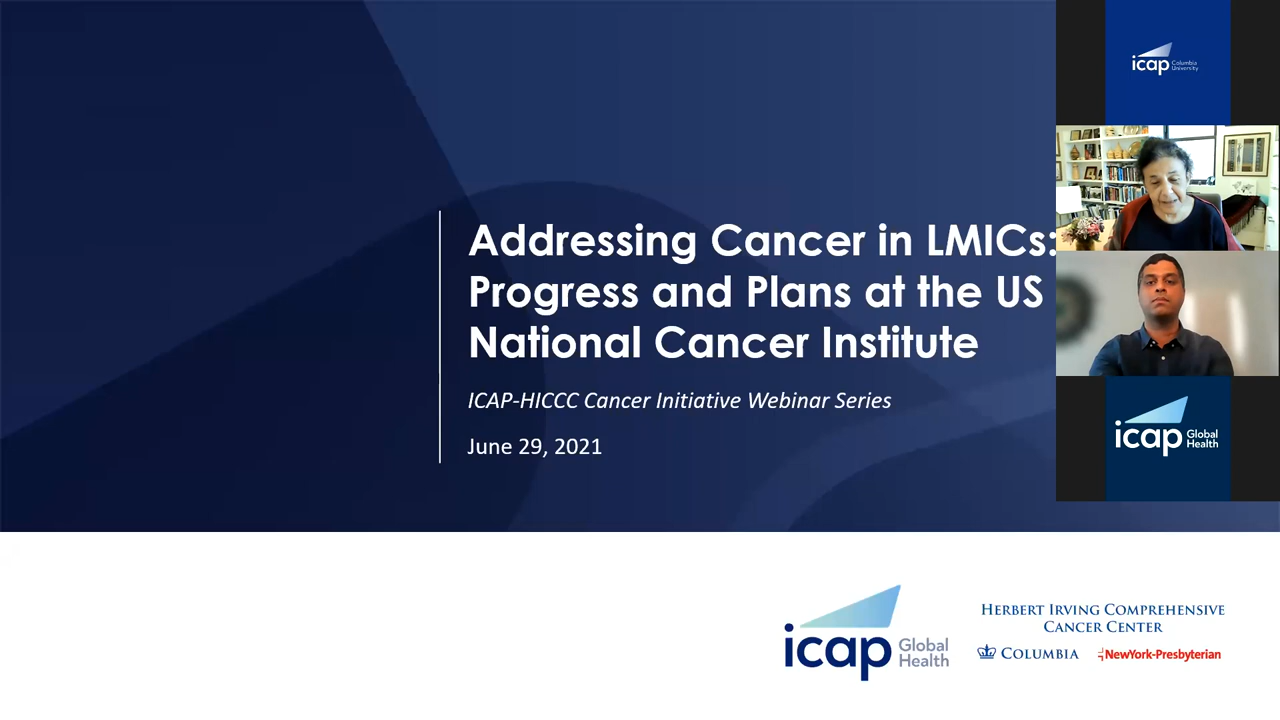 Addressing Cancer in LMICs:
Progress and Plans at the US
National Cancer Institute
ICAP-HICCC Cancer Initiative Webinar Series
June 29, 2021
icap Columbia University
icap Global Health
icap Global Health
HERBERT IRVING COMPREHENSIVE
CANCER CENTER
COLUMBIA
NewYork-Presbyterian